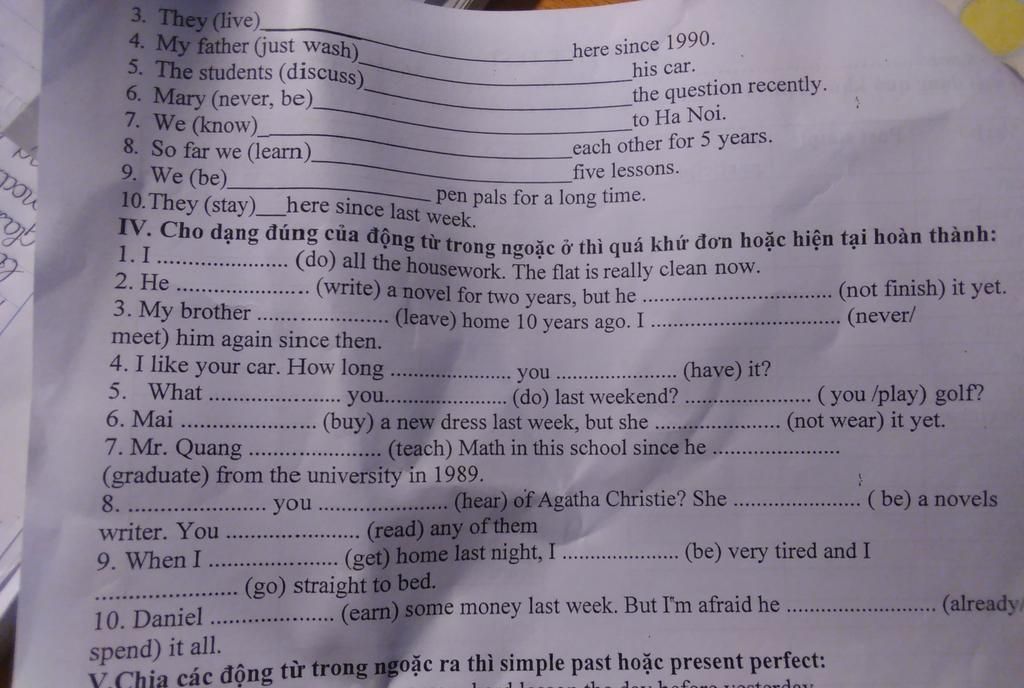 3. They (live)____________________here since 1990.
4. My father (just wash)____________________his car.
5. The students (discuss)____________________the question recently.
6. Mary (never, be)____________________to Ha Noi.
7. We (know)____________________each other for 5 years.
8. So far we (learn)____________________five lessons.
9. We (be)____________________ pen pals for a long time.
10.They (stay)___here since last week.
IV. Cho dạng đúng của động từ trong ngoặc ở thì quá khứ đơn hoặc hiện tại hoàn thành:
1. I ...................... (do) all the housework. The flat is really clean now.
2. He ...................... (write) a novel for two years, but he ................................ (not finish) it yet.
3. My brother ...................... (leave) home 10 years ago. I ................................ (never/
meet) him again since then.
4. I like your car. How long ..................... you ..................... (have) it?
5. What ...................... you..................... (do) last weekend? ..................... ( you /play) golf?
6. Mai ....................... (buy) a new dress last week, but she ..................... (not wear) it yet.
7. Mr. Quang ...................... (teach) Math in this school since he ......................
(graduate) from the university in 1989.
8. ............................ you ...................... (hear) of Agatha Christie? She ..................... ( be) a novels
writer. You ....................... (read) any of them
9. When I ...................... (get) home last night, I .................... (be) very tired and I
........................ (go) straight to bed.
10. Daniel ..................... (earn) some money last week. But I'm afraid he .......................... (already/
spend) it all.
V.Chia các động từ trong ngoặc ra thì simple past hoặc present perfect: